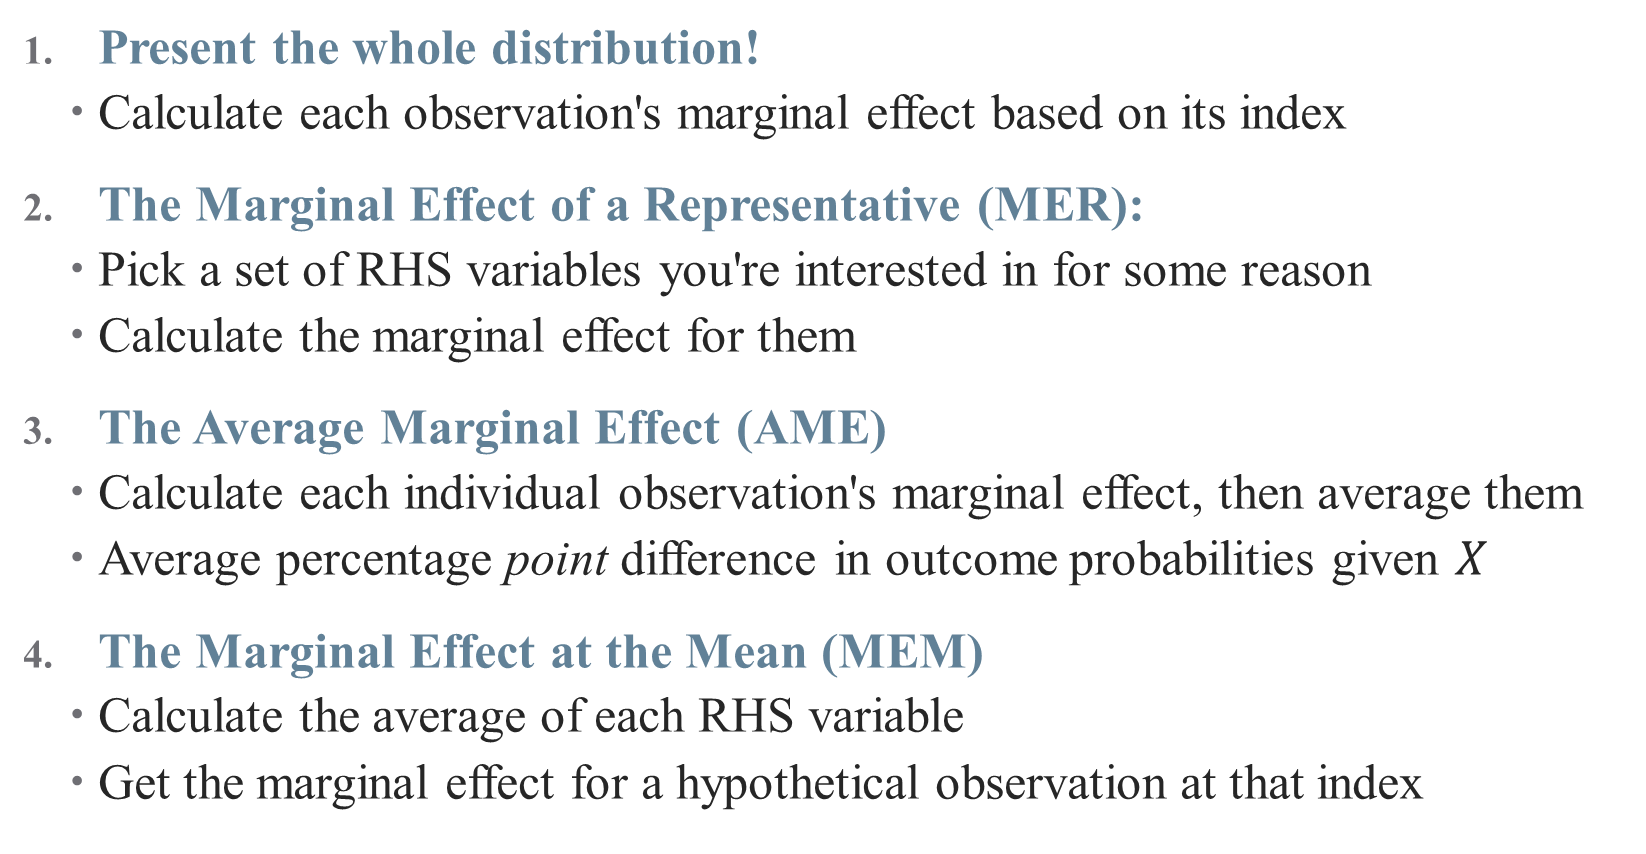 1. Present the whole distribution!
• Calculate each observation's marginal effect based on its index
2. The Marginal Effect of a Representative (MER):
• Pick a set of RHS variables you're interested in for some reason
• Calculate the marginal effect for them
3. The Average Marginal Effect (AME)
• Calculate each individual observation's marginal effect, then average them
• Average percentage point difference in outcome probabilities given X
4. The Marginal Effect at the Mean (MEM)
• Calculate the average of each RHS variable
• Get the marginal effect for a hypothetical observation at that index